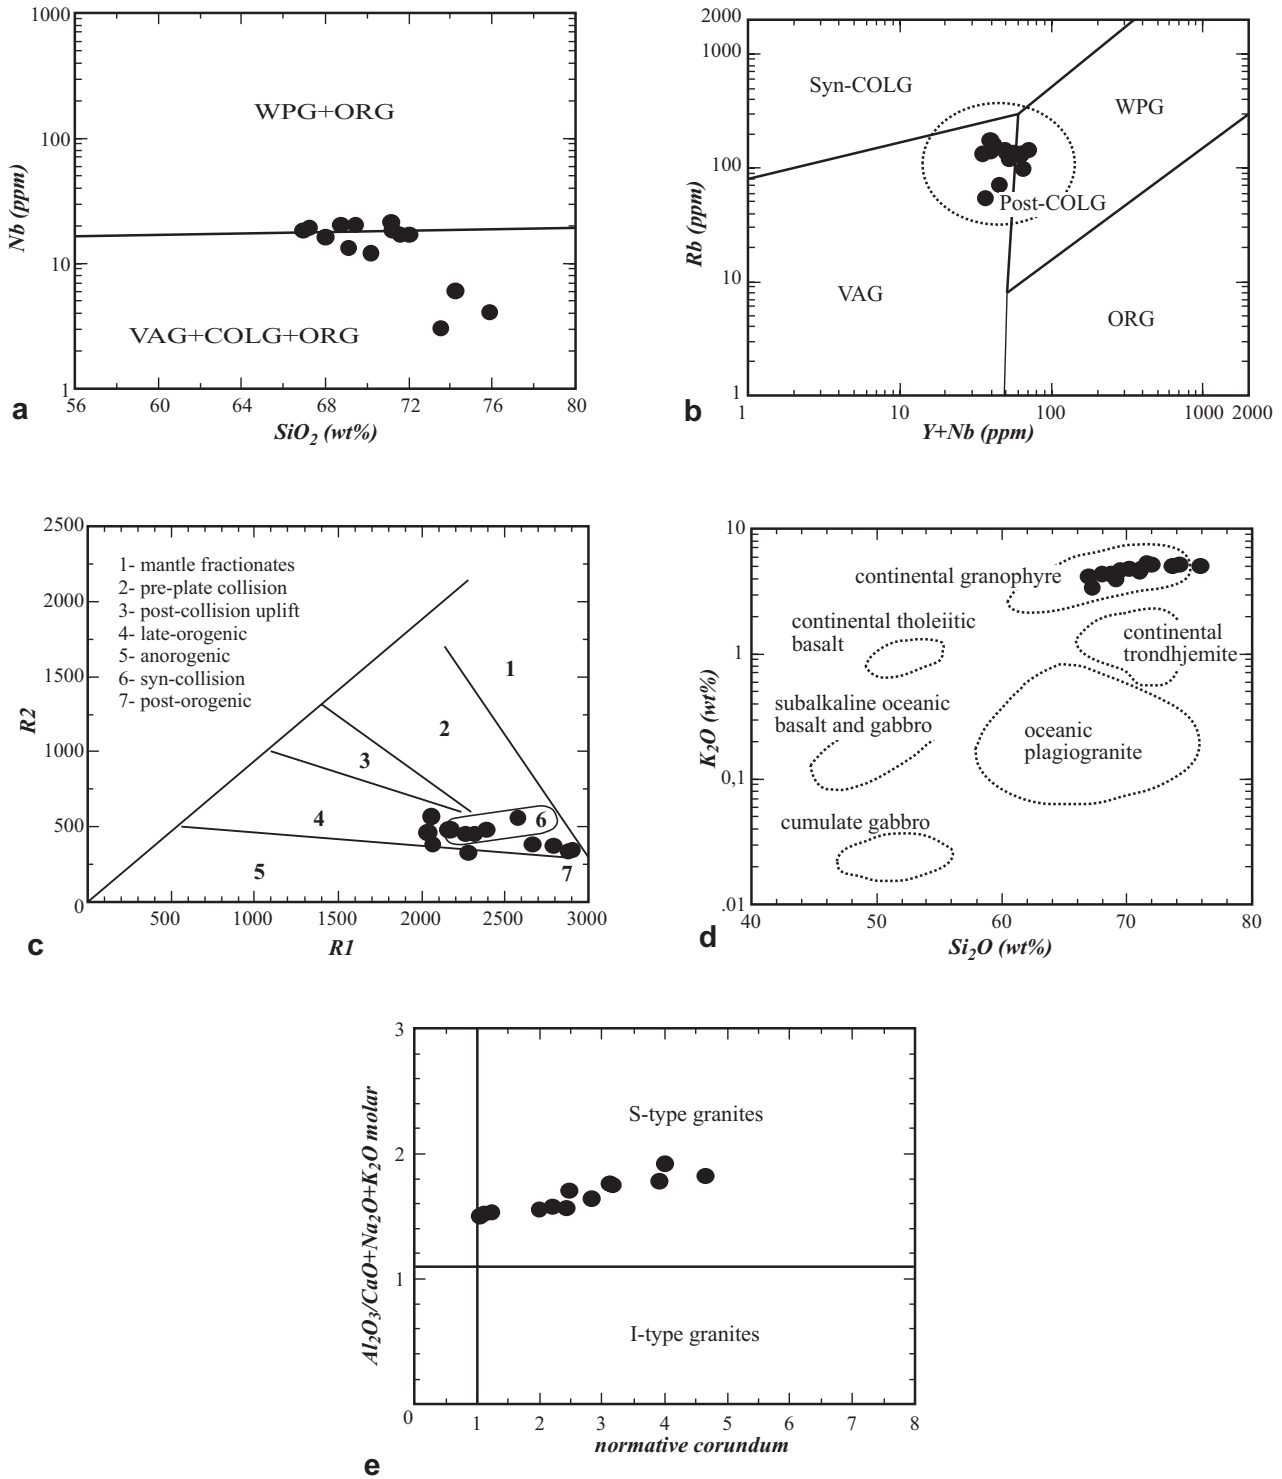 1000
100
10
1
Nb (ppm)
WPG+ORG
VAG+COLG+ORG
56 60 64 68 72 76 80
SiO2 (wt%)
a
2000
1000
100
10
1
Rb (ppm)
Syn-COLG
WPG
Post-COLG
VAG
ORG
1 10 100 1000 2000
Y+Nb (ppm)
b
2500
2000
1500
1000
500
0
R2
1- mantle fractionates
2- pre-plate collision
3- post-collision uplift
4- late-orogenic
5- anorogenic
6- syn-collision
7- post-orogenic
1
2
3
4
5
6
7
500 1000 1500 2000 2500 3000
R1
c
10
1
0,1
.01
K2O (wt%)
continental granophyre
continental tholeiitic
basalt
continental
trondhjemite
subalkaline oceanic
basalt and gabbro
oceanic
plagiogranite
cumulate gabbro
40 50 60 70 80
Si2O (wt%)
d
3
2
1
0
Al2O3/CaO+Na2O+K2O molar
S-type granites
I-type granites
1 2 3 4 5 6 7 8
normative corundum
e